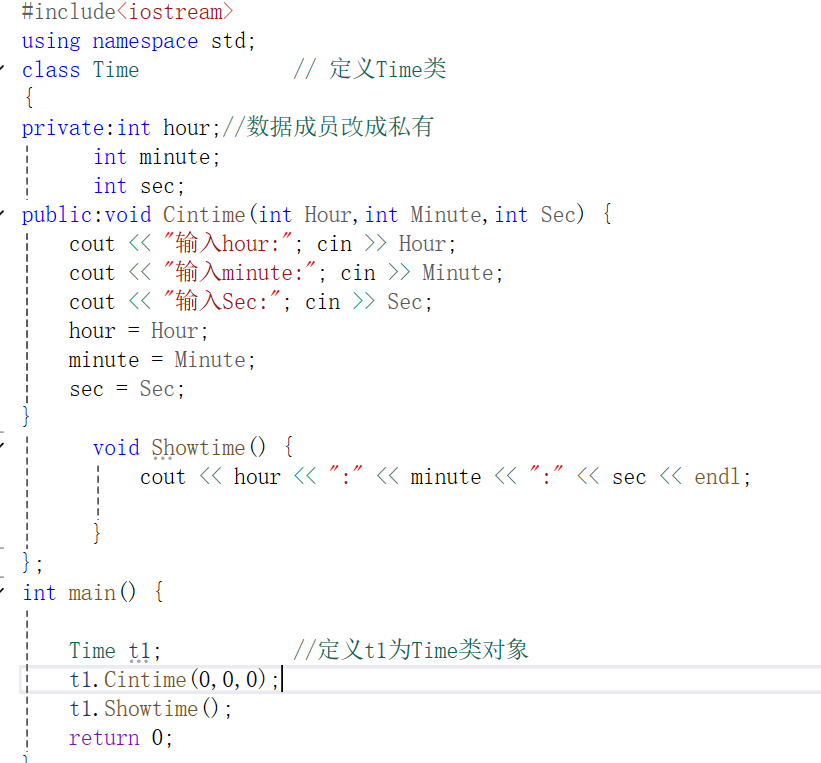 #include<iostream>
using namespace std;
class Time // 定义Time类
{
private:int hour;//数据成员改成私有
int minute;
int sec;
public:void Cintime(int Hour,int Minute,int Sec) {
cout << "输入hour:"; cin >> Hour;
cout << "输入minute:"; cin >> Minute;
cout << "输入Sec:"; cin >> Sec;
hour = Hour;
minute = Minute;
sec = Sec;
}
void Showtime() {
cout << hour << ":" << minute << ":" << sec << endl;
}
};
int main() {
Time t1; //定义t1为Time类对象
t1.Cintime(0,0,0);
t1.Showtime();
return 0;
}